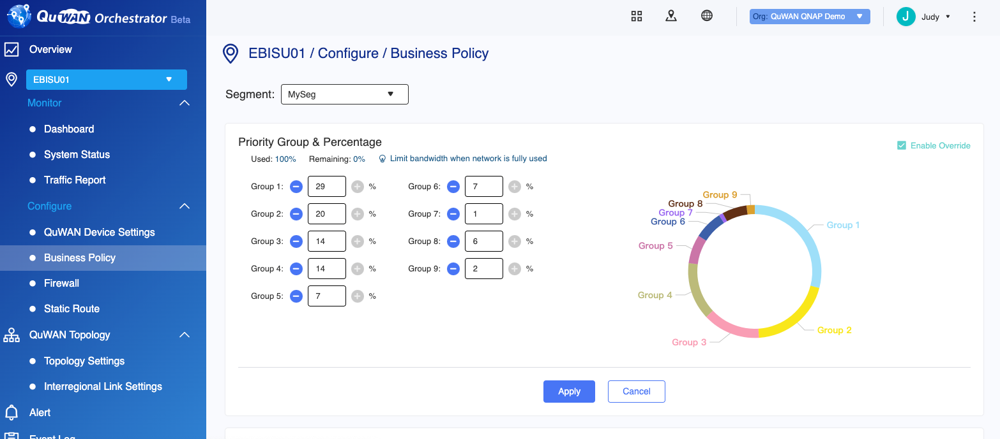 QuWAN Orchestrator Beta
Org: QuWAN QNAP Demo
J Judy
Overview
EBISU01
Monitor
Dashboard
System Status
Traffic Report
Configure
QuWAN Device Settings
Business Policy
Firewall
Static Route
QuWAN Topology
Topology Settings
Interregional Link Settings
Alert
Event Log
EBISU01 / Configure / Business Policy
Segment: MySeg
Priority Group & Percentage
Enable Override
Used: 100% Remaining: 0% Limit bandwidth when network is fully used
Group 1: 29 % Group 6: 7 %
Group 2: 20 % Group 7: 1 %
Group 3: 14 % Group 8: 6 %
Group 4: 14 % Group 9: 2 %
Group 5: 7 %
Group 9
Group 8
Group 7
Group 6
Group 1
Group 5
Group 4
Group 2
Group 3
Apply Cancel